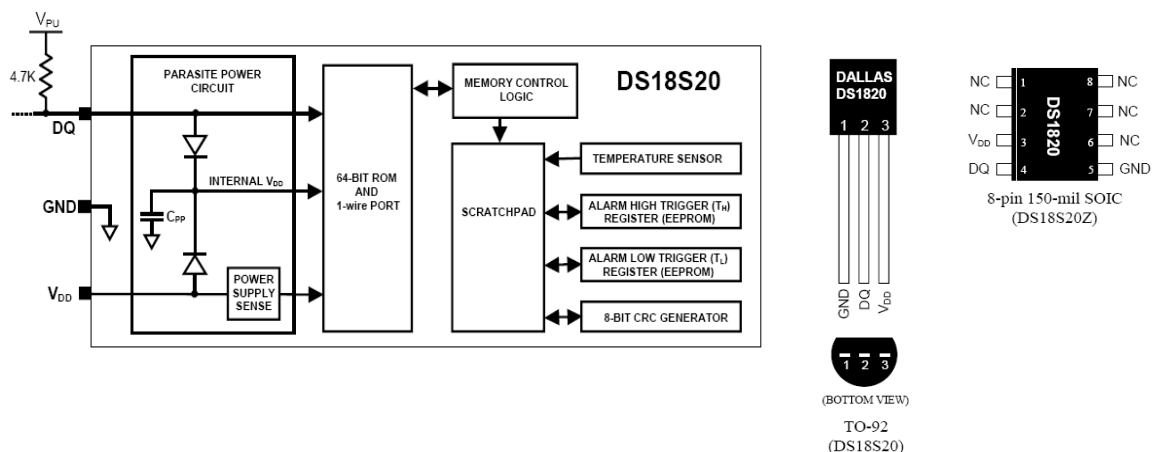 VPU
4.7K
DQ
GND
VDD
PARASITE POWER
CIRCUIT
INTERNAL VDD
CPP
POWER
SUPPLY
SENSE
64-BIT ROM
AND
1-wire PORT
DS18S20
MEMORY CONTROL
LOGIC
SCRATCHPAD
TEMPERATURE SENSOR
ALARM HIGH TRIGGER (TH)
REGISTER (EEPROM)
ALARM LOW TRIGGER (TL)
REGISTER (EEPROM)
8-BIT CRC GENERATOR
DALLAS
DS1820
1 2 3
GND
DQ
VDD
1 2 3
(BOTTOM VIEW)
TO-92
(DS18S20)
NC 1 8 NC
NC 2 7 NC
VDD 3 6 NC
DQ 4 5 GND
DS1820
8-pin 150-mil SOIC
(DS18S20Z)